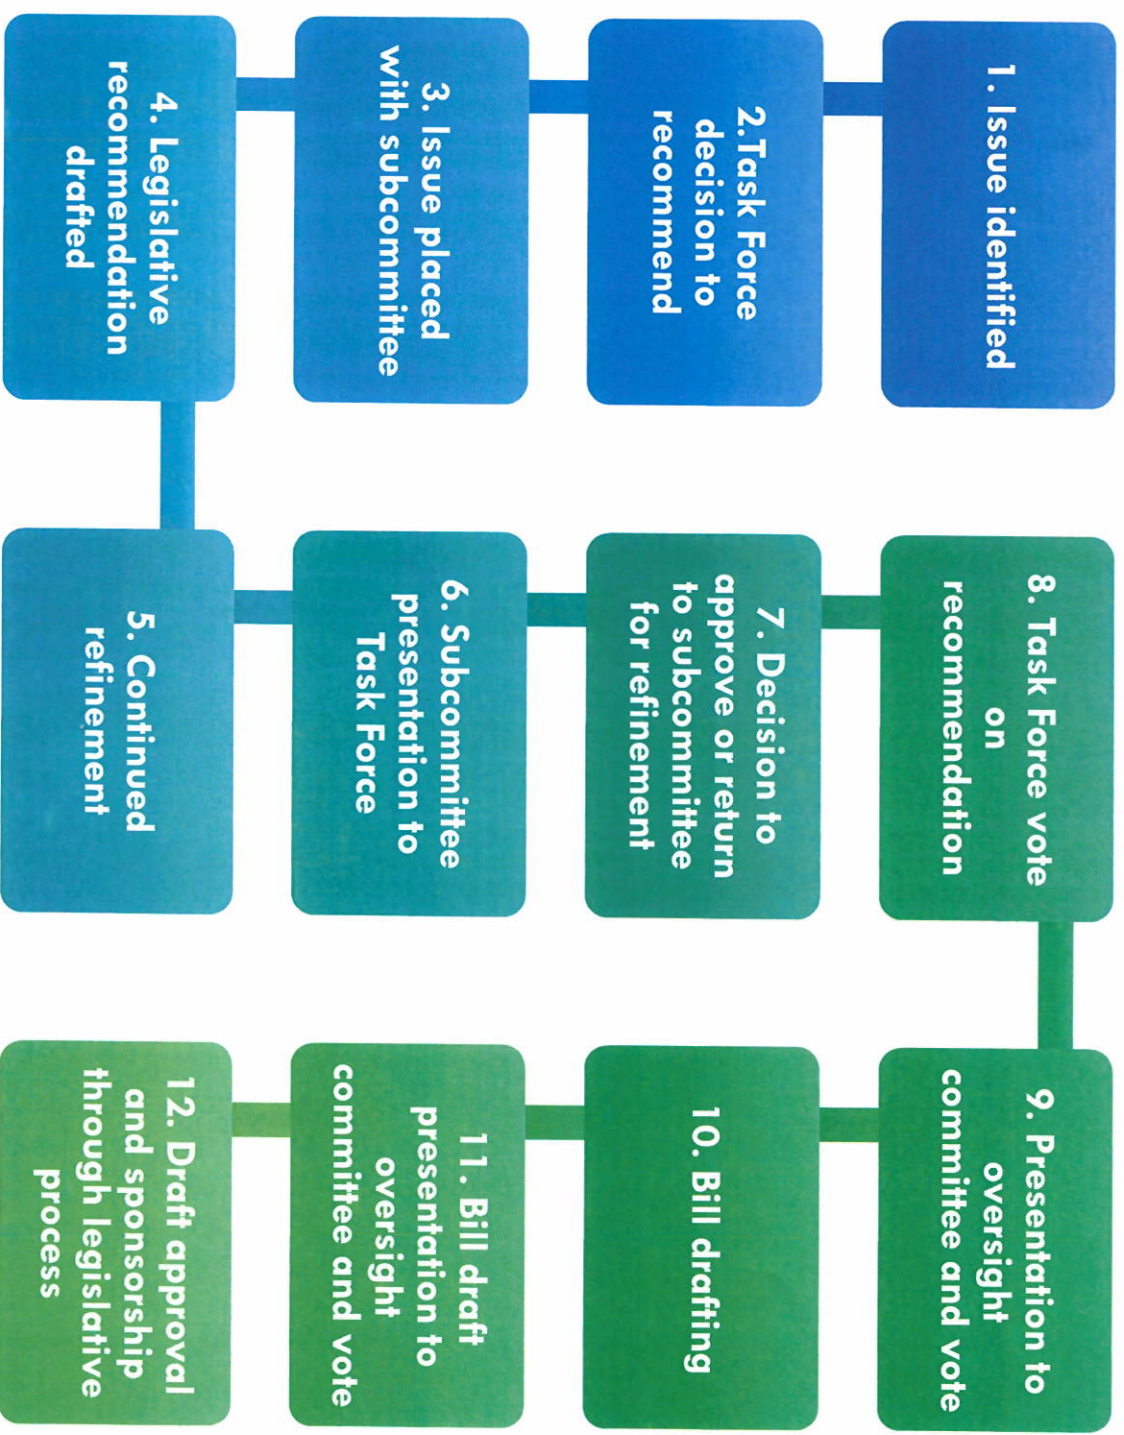 1. Issue identified
2.Task Force
decision to
recommend
3. Issue placed
with subcommittee
4. Legislative
recommendation
drafted
5. Continued
refinement
6. Subcommittee
presentation to
Task Force
7. Decision to
approve or return
to subcommittee
for refinement
8. Task Force vote
on
recommendation
9. Presentation to
oversight
committee and vote
10. Bill drafting
11. Bill draft
presentation to
oversight
committee and vote
12. Draft approval
and sponsorship
through legislative
process